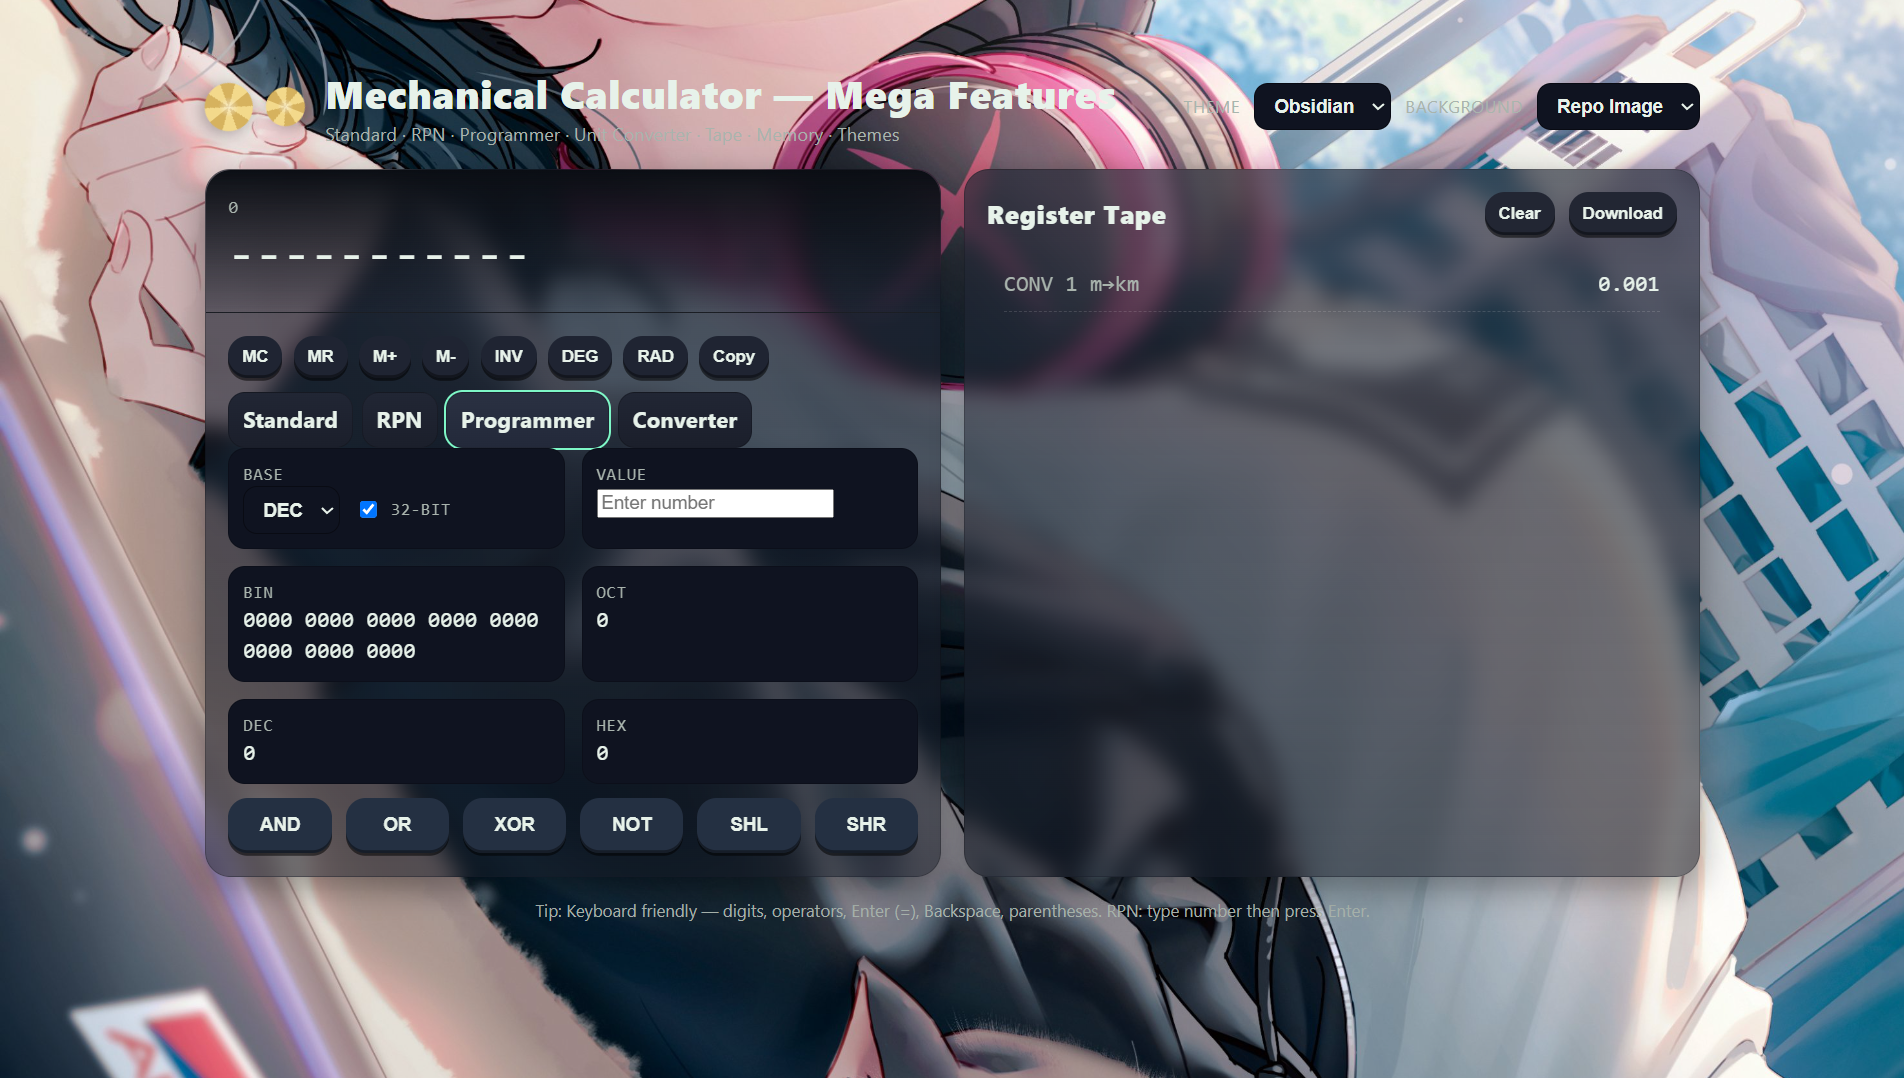 Mechanical Calculator — Mega Features
Standard · RPN · Programmer · Unit Converter · Tape · Memory · Themes
THEME Obsidian BACKGROUND Repo Image
0
-----------
MC MR M+ M- INV DEG RAD Copy
Standard RPN Programmer Converter
BASE
DEC 32-BIT
VALUE
Enter number
BIN
0000 0000 0000 0000 0000
0000 0000 0000
OCT
0
DEC
0
HEX
0
AND OR XOR NOT SHL SHR
Register Tape
Clear Download
CONV 1 m→km 0.001
Tip: Keyboard friendly — digits, operators, Enter (=), Backspace, parentheses. RPN: type number then press Enter.